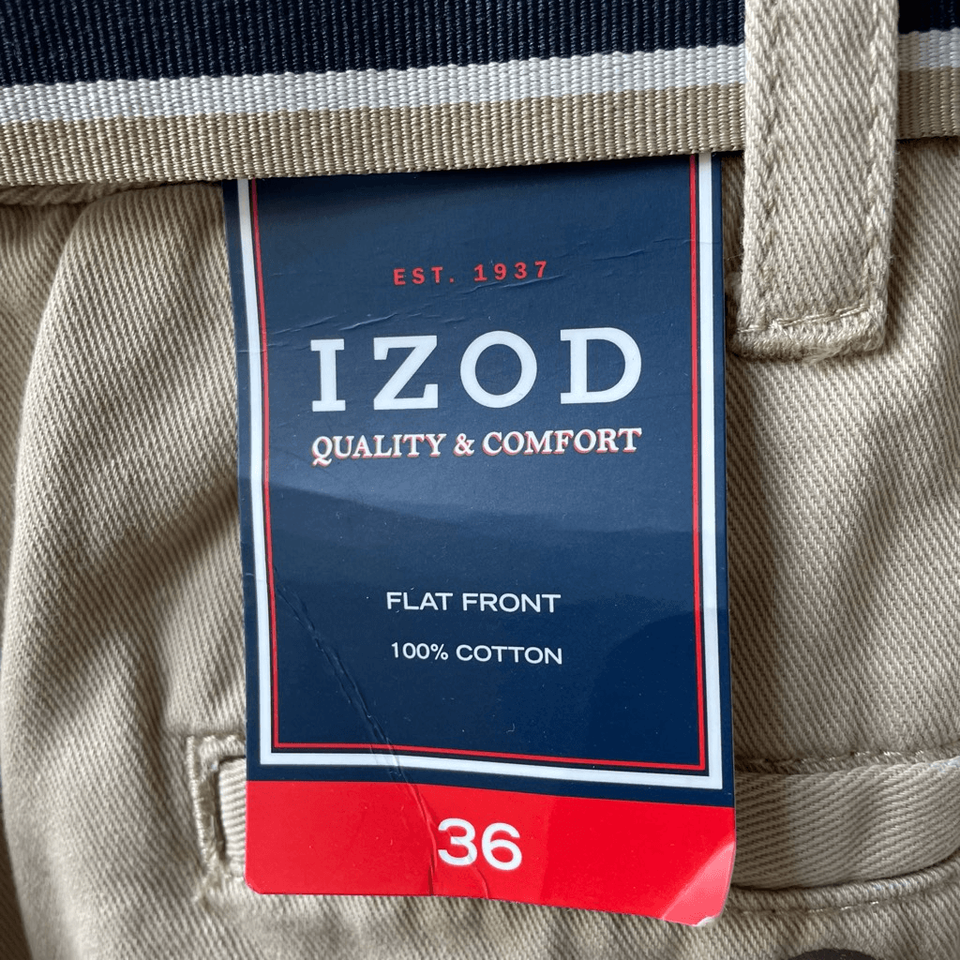 EST. 1937
IZOD
QUALITY & COMFORT
FLAT FRONT
100% COTTON
36